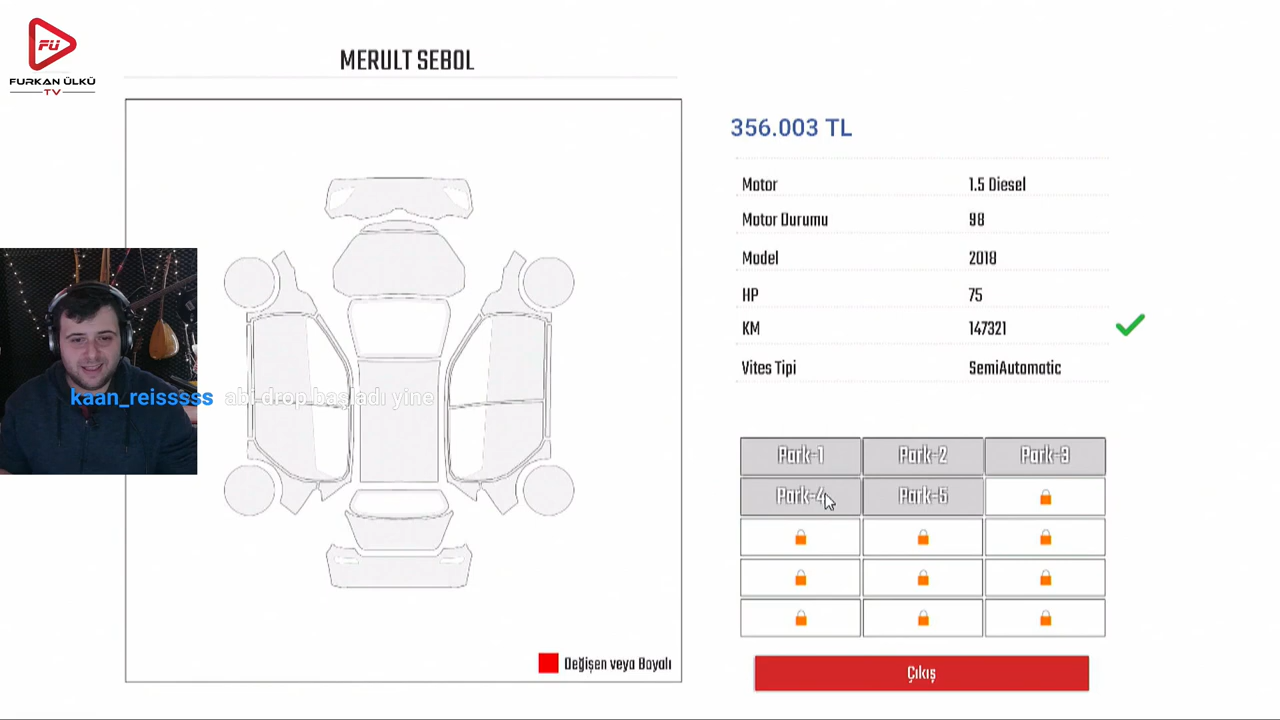 FU
FURKAN ÜLKÜ
TV
MERULT SEBOL
356.003 TL
Motor 1.5 Diesel
Motor Durumu 98
Model 2018
HP 75
KM 147321
Vites Tipi SemiAutomatic
kaan_reisssss abi drop başladı yine
Park-1 Park-2 Park-3
Park-4 Park-5
Değişen veya Boyalı
Çıkış